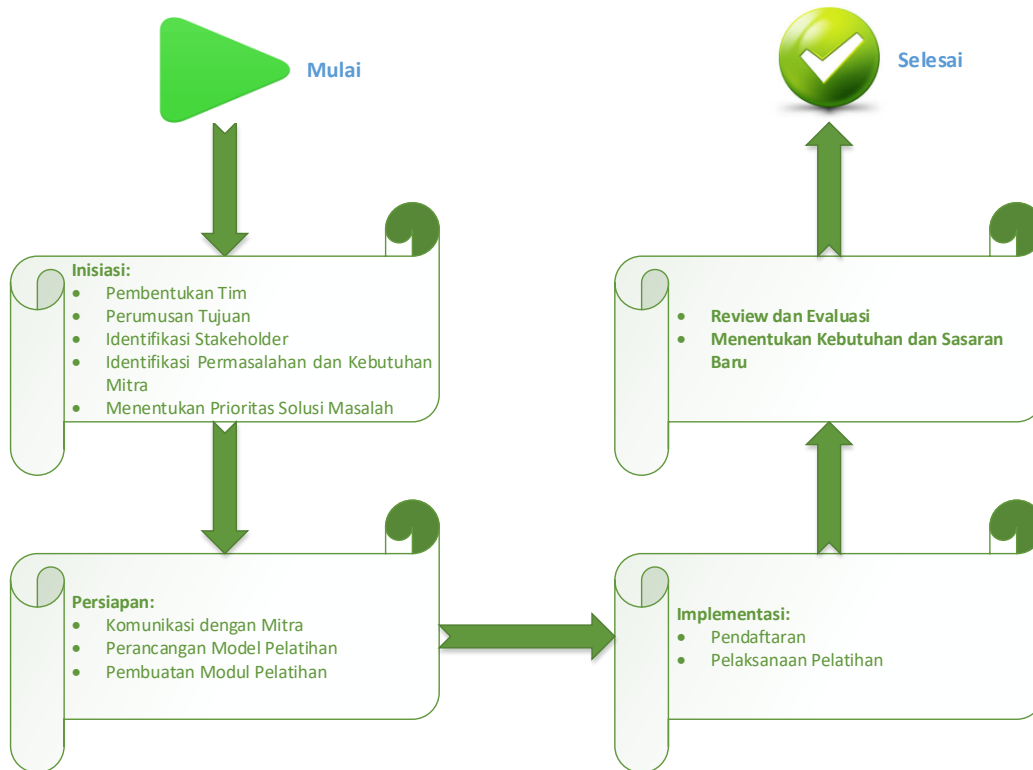 Mulai
Inisiasi:
• Pembentukan Tim
• Perumusan Tujuan
• Identifikasi Stakeholder
• Identifikasi Permasalahan dan Kebutuhan
Mitra
• Menentukan Prioritas Solusi Masalah
Persiapan:
• Komunikasi dengan Mitra
• Perancangan Model Pelatihan
• Pembuatan Modul Pelatihan
Implementasi:
• Pendaftaran
• Pelaksanaan Pelatihan
• Review dan Evaluasi
• Menentukan Kebutuhan dan Sasaran
Baru
Selesai